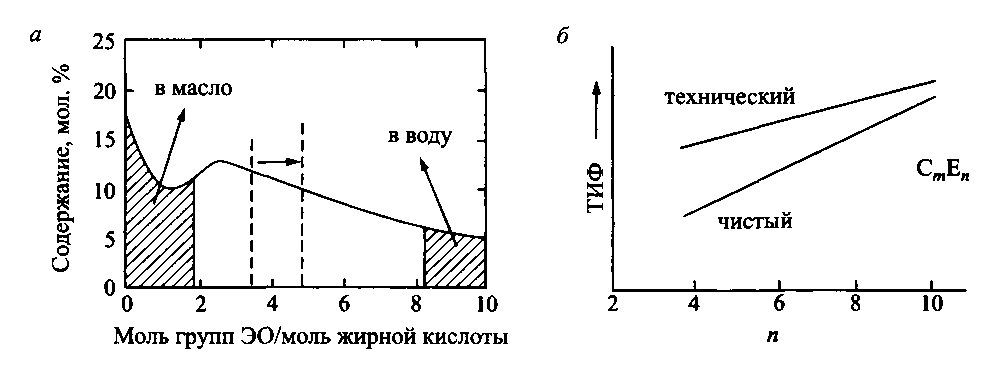 а
25
20
15
10
5
0
Содержание, мол. %
в масло
в воду
0 2 4 6 8 10
Моль групп ЭО/моль жирной кислоты
б
ТИФ
технический
чистый
CmEn
2 4 6 8 10
n